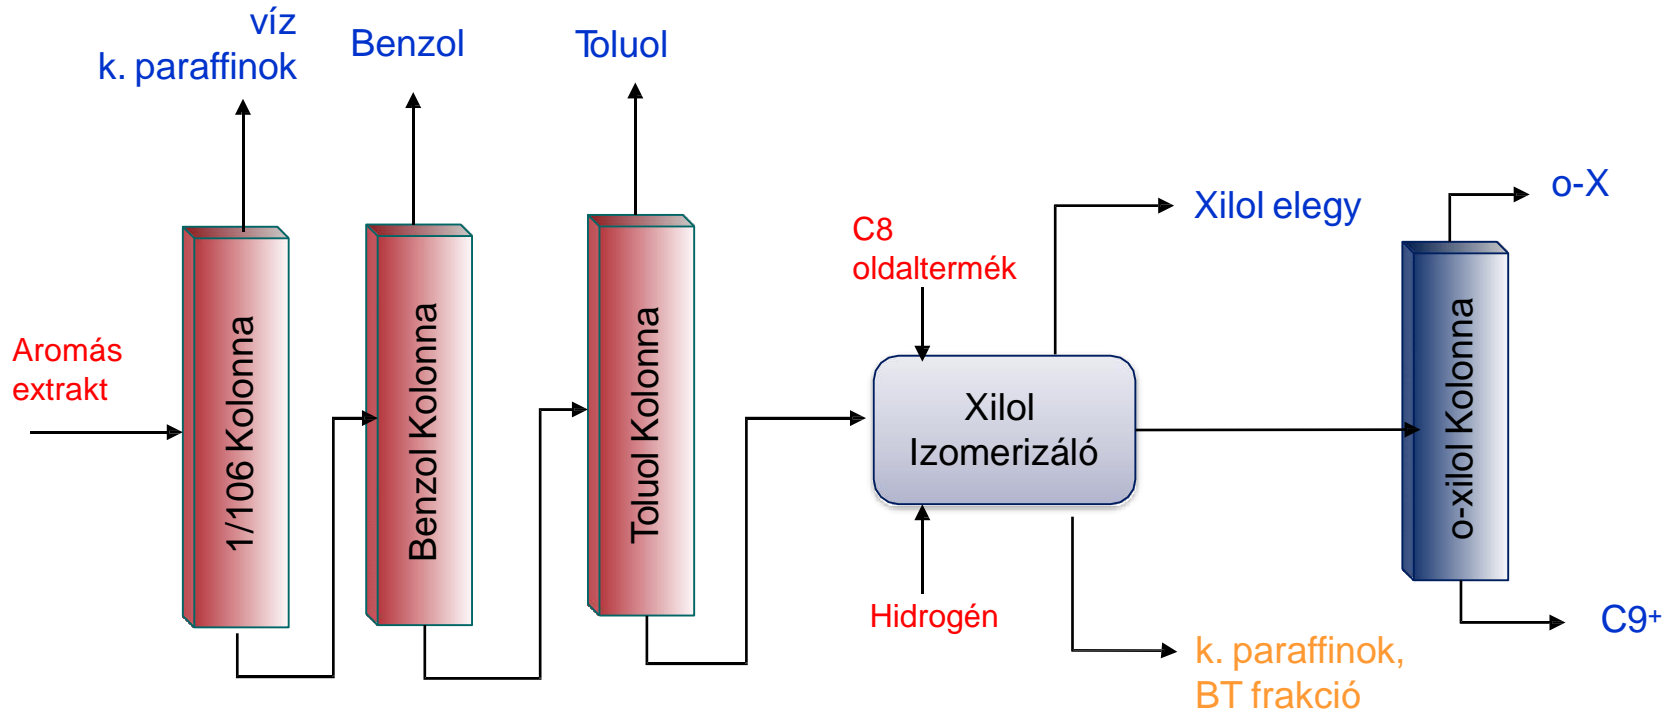 víz
k. paraffinok
Benzol
Toluol
Aromás
extrakt
1/106 Kolonna
Benzol Kolonna
Toluol Kolonna
C8
oldaltermék
Xilol
Izomerizáló
Hidrogén
Xilol elegy
k. paraffinok,
BT frakció
o-xilol Kolonna
o-X
C9+